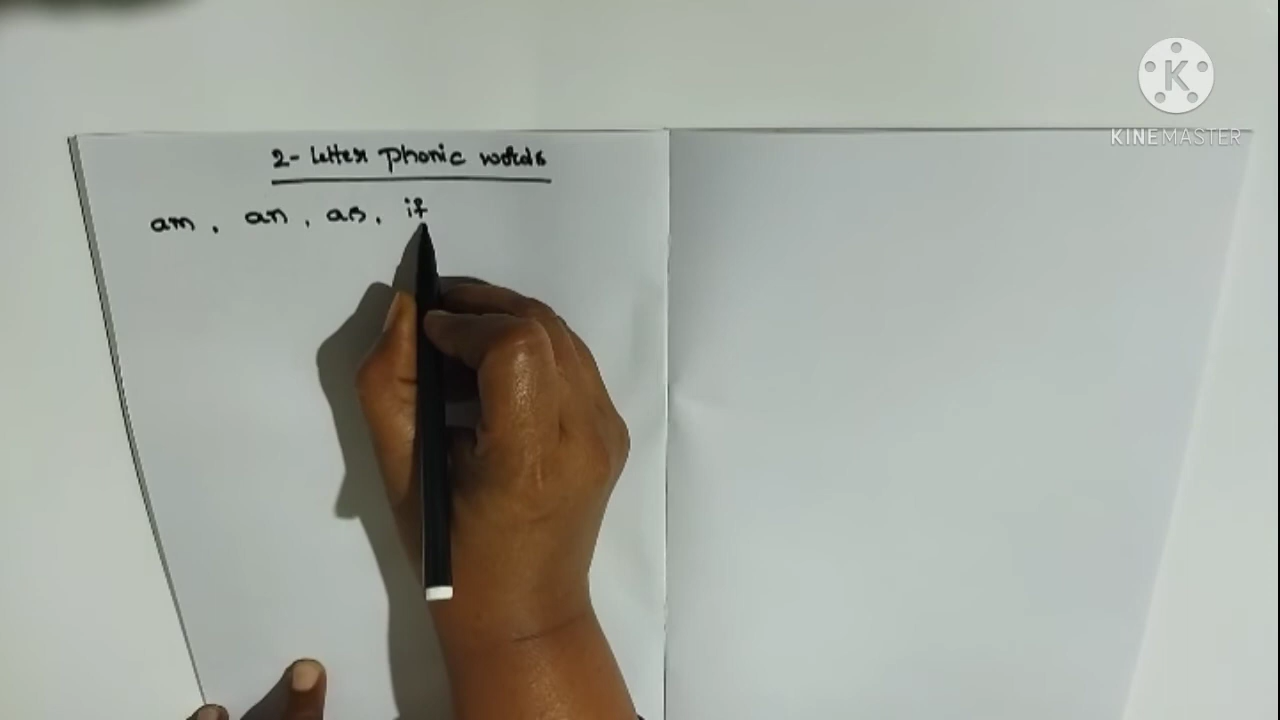 KINEMASTER
2- letter phonic words
am, an, as, if